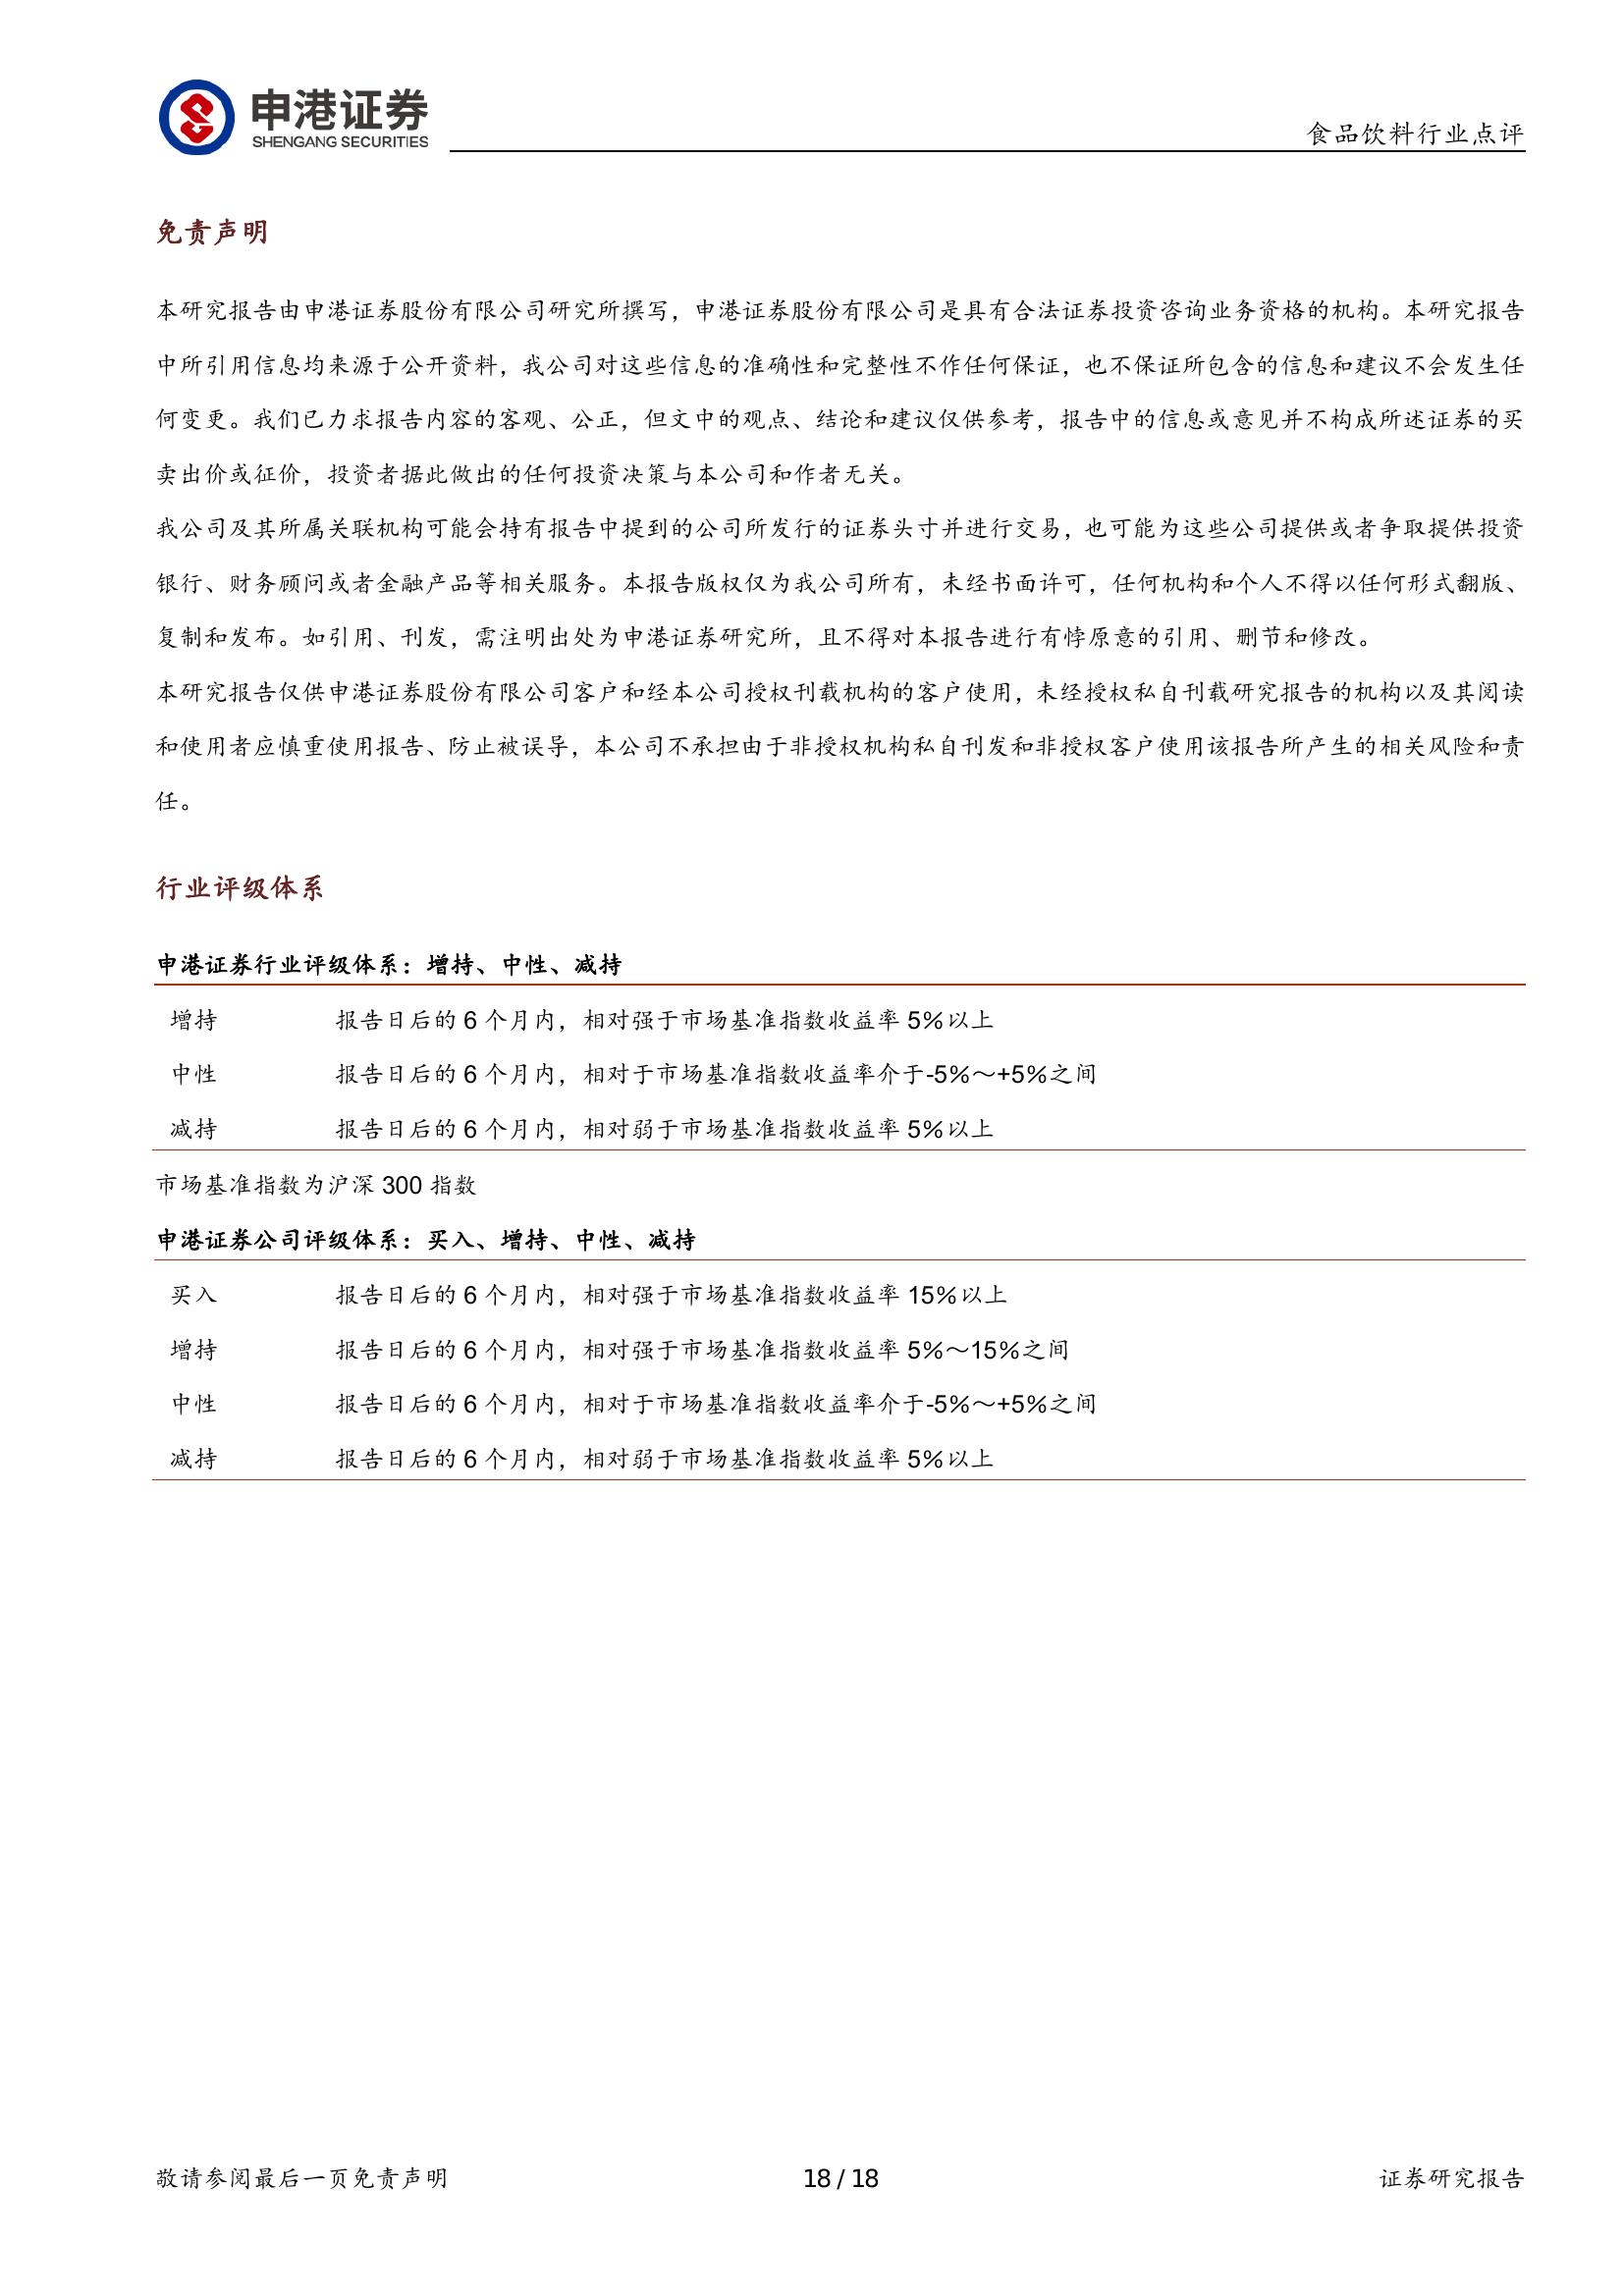 申港证券
SHENGANG SECURITIES
食品饮料行业点评
免责声明
本研究报告由申港证券股份有限公司研究所撰写，申港证券股份有限公司是具有合法证券投资咨询业务资格的机构。本研究报告
中所引用信息均来源于公开资料，我公司对这些信息的准确性和完整性不作任何保证，也不保证所包含的信息和建议不会发生任
何变更。我们已力求报告内容的客观、公正，但文中的观点、结论和建议仅供参考，报告中的信息或意见并不构成所述证券的买
卖出价或征价，投资者据此做出的任何投资决策与本公司和作者无关。
我公司及其所属关联机构可能会持有报告中提到的公司所发行的证券头寸并进行交易，也可能为这些公司提供或者争取提供投资
银行、财务顾问或者金融产品等相关服务。本报告版权仅为我公司所有，未经书面许可，任何机构和个人不得以任何形式翻版、
复制和发布。如引用、刊发，需注明出处为申港证券研究所，且不得对本报告进行有悖原意的引用、删节和修改。
本研究报告仅供申港证券股份有限公司客户和经本公司授权刊载机构的客户使用，未经授权私自刊载研究报告的机构以及其阅读
和使用者应慎重使用报告、防止被误导，本公司不承担由于非授权机构私自刊发和非授权客户使用该报告所产生的相关风险和责
任。
行业评级体系
申港证券行业评级体系：增持、中性、减持
增持 报告日后的 6 个月内，相对强于市场基准指数收益率 5%以上
中性 报告日后的 6 个月内，相对于市场基准指数收益率介于-5%～+5%之间
减持 报告日后的 6 个月内，相对弱于市场基准指数收益率 5%以上
市场基准指数为沪深 300 指数
申港证券公司评级体系：买入、增持、中性、减持
买入 报告日后的 6 个月内，相对强于市场基准指数收益率 15%以上
增持 报告日后的 6 个月内，相对强于市场基准指数收益率 5%～15%之间
中性 报告日后的 6 个月内，相对于市场基准指数收益率介于-5%～+5%之间
减持 报告日后的 6 个月内，相对弱于市场基准指数收益率 5%以上
敬请参阅最后一页免责声明 18 / 18 证券研究报告